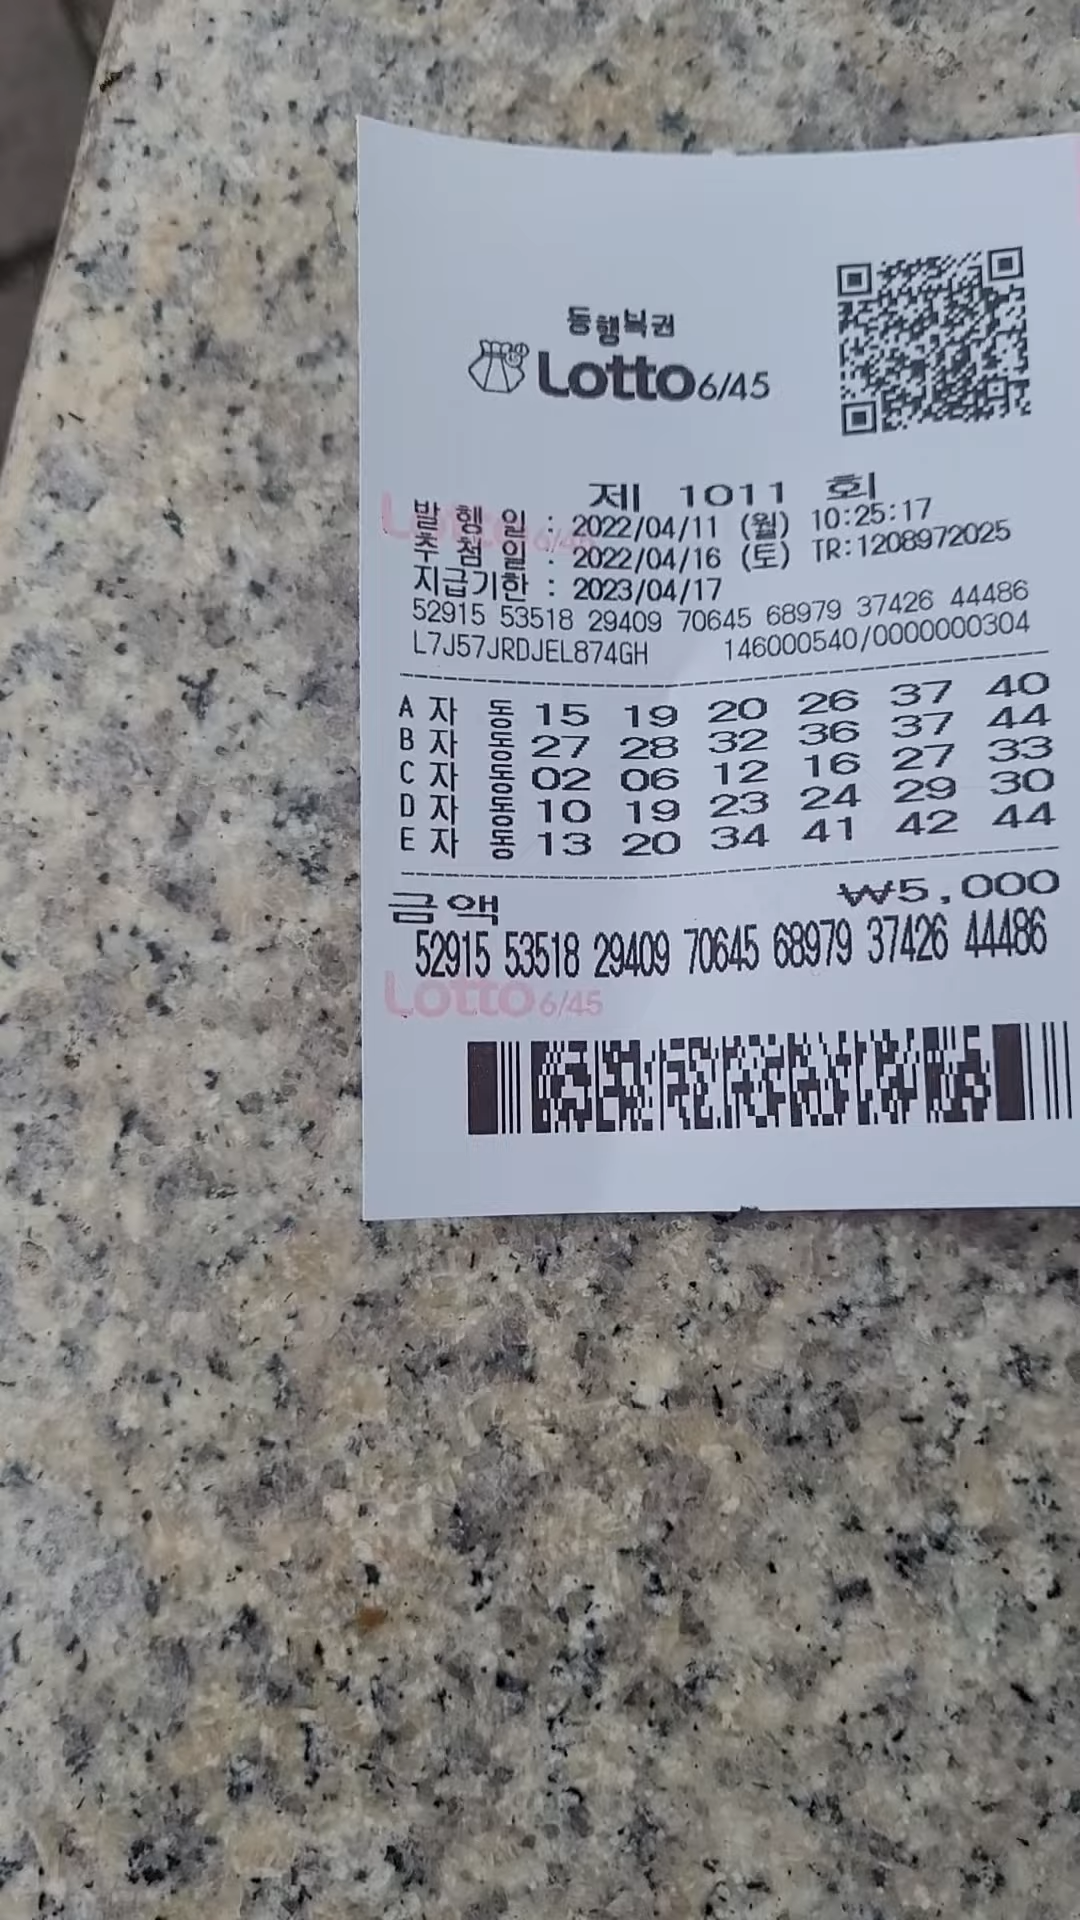 동행복권
Lotto6/45
제 1011 회
발 행 일 : 2022/04/11 (월) 10:25:17
추 첨 일 : 2022/04/16 (토) TR:1208972025
지급기한 : 2023/04/17
52915 53518 29409 70645 68979 37426 44486
L7J57JRDJEL874GH 146000540/0000000304
A 자 동 15 19 20 26 37 40
B 자 동 27 28 32 36 37 44
C 자 동 02 06 12 16 27 33
D 자 동 10 19 23 24 29 30
E 자 동 13 20 34 41 42 44
금액 ₩5,000
52915 53518 29409 70645 68979 37426 44486
Lotto6/45